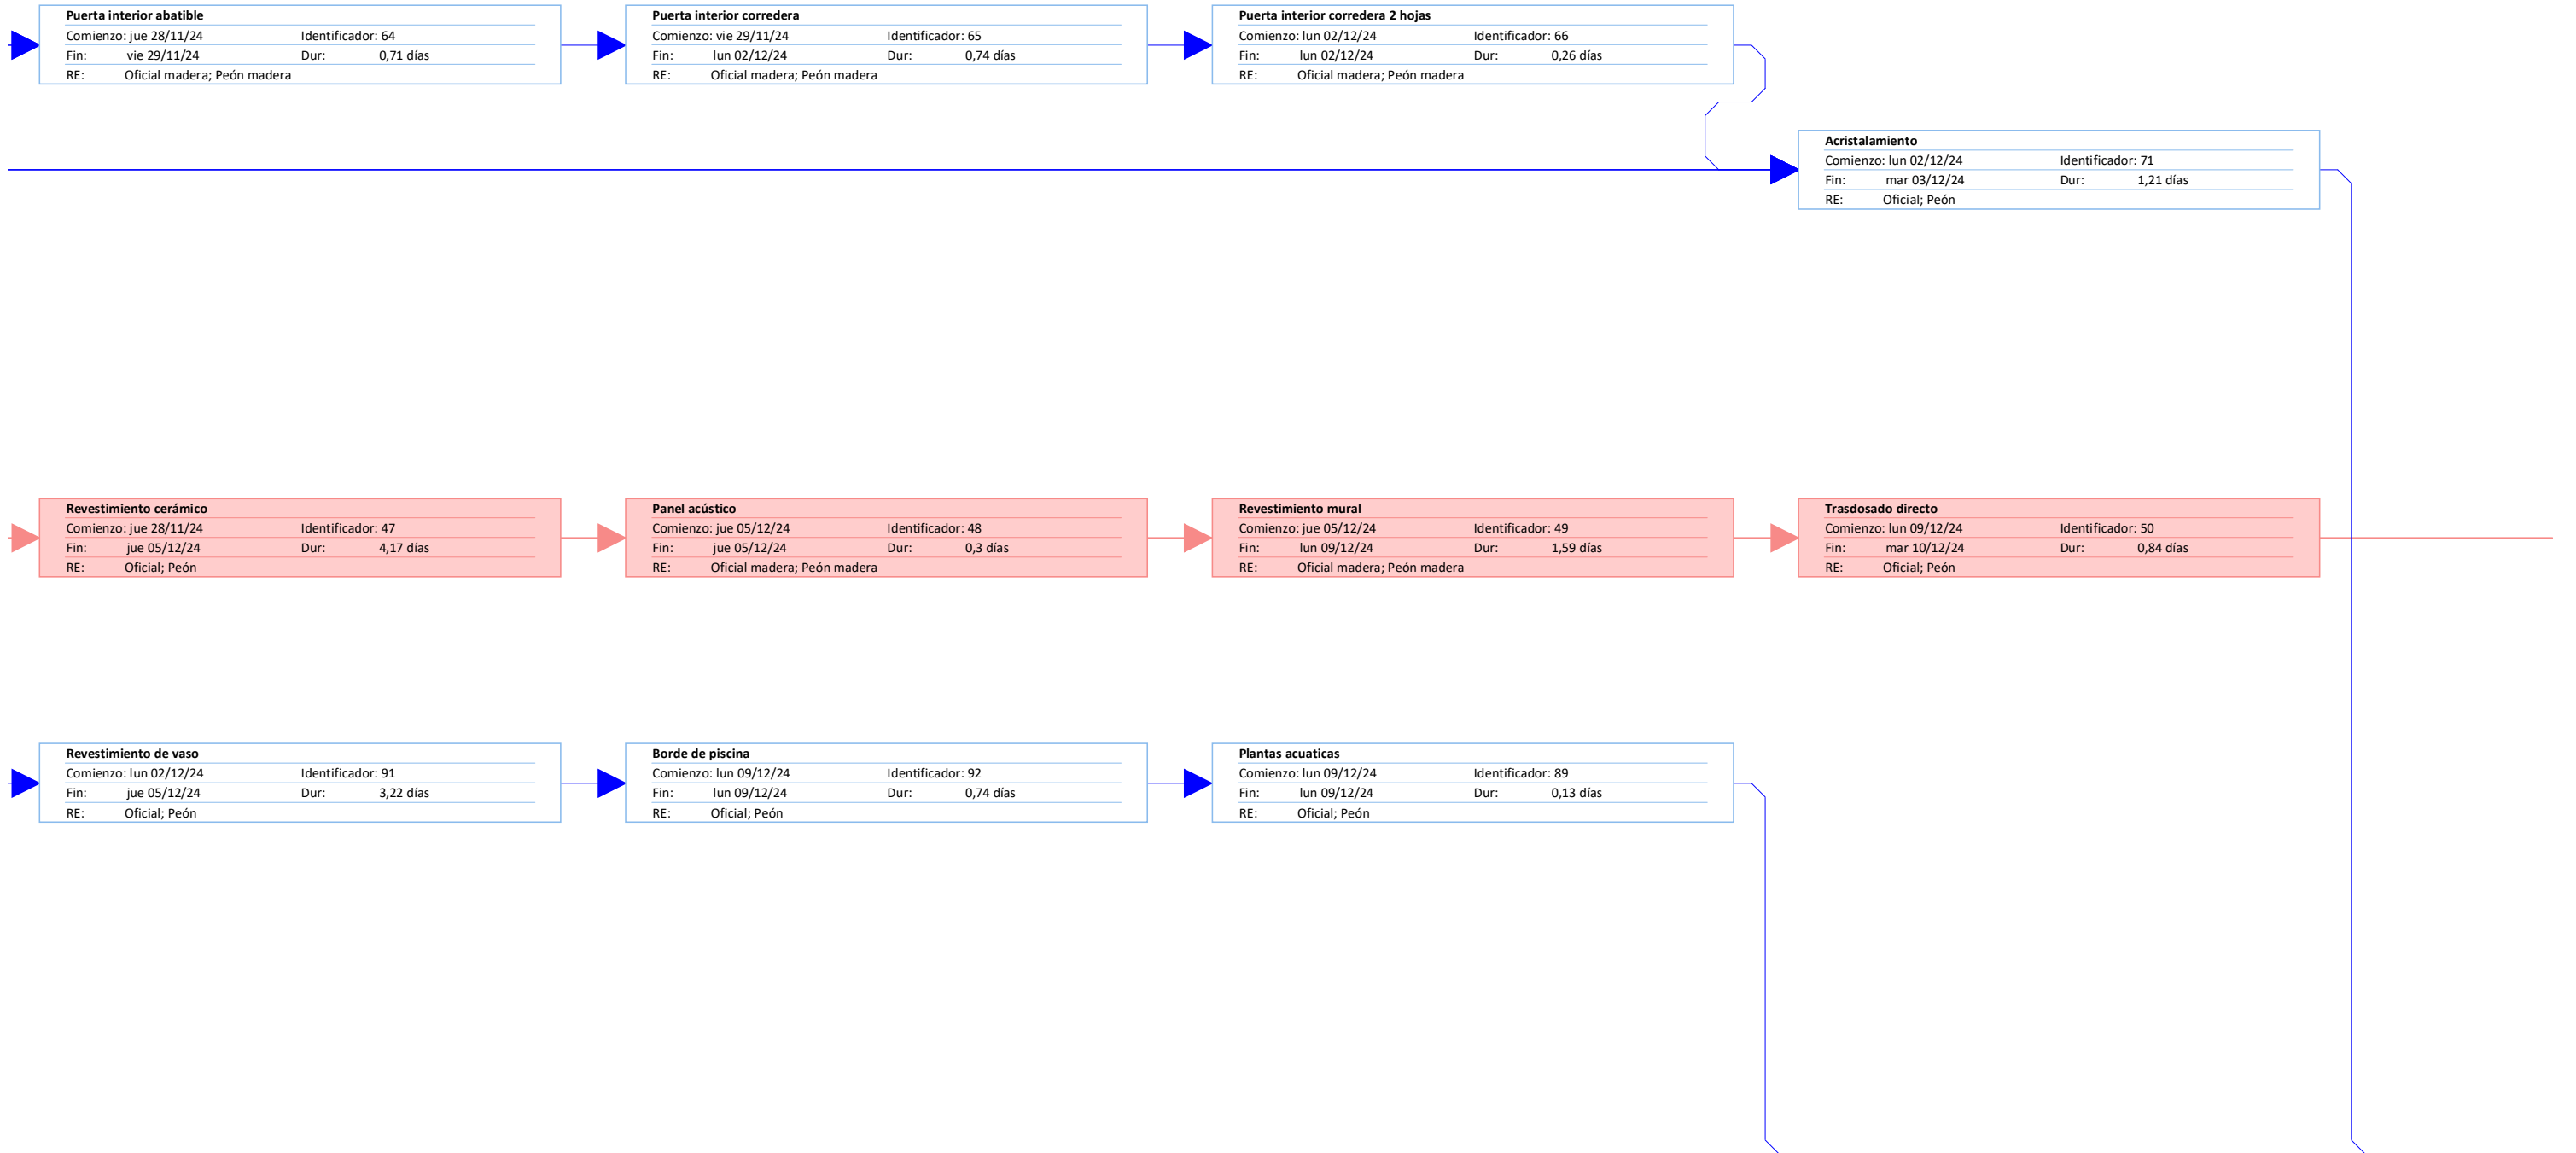 Puerta interior abatible
Comienzo: jue 28/11/24 Identificador: 64
Fin: vie 29/11/24 Dur: 0,71 días
RE: Oficial madera; Peón madera
Puerta interior corredera
Comienzo: vie 29/11/24 Identificador: 65
Fin: lun 02/12/24 Dur: 0,74 días
RE: Oficial madera; Peón madera
Puerta interior corredera 2 hojas
Comienzo: lun 02/12/24 Identificador: 66
Fin: lun 02/12/24 Dur: 0,26 días
RE: Oficial madera; Peón madera
Acristalamiento
Comienzo: lun 02/12/24 Identificador: 71
Fin: mar 03/12/24 Dur: 1,21 días
RE: Oficial; Peón
Revestimiento cerámico
Comienzo: jue 28/11/24 Identificador: 47
Fin: jue 05/12/24 Dur: 4,17 días
RE: Oficial; Peón
Panel acústico
Comienzo: jue 05/12/24 Identificador: 48
Fin: jue 05/12/24 Dur: 0,3 días
RE: Oficial madera; Peón madera
Revestimiento mural
Comienzo: jue 05/12/24 Identificador: 49
Fin: lun 09/12/24 Dur: 1,59 días
RE: Oficial madera; Peón madera
Trasdosado directo
Comienzo: lun 09/12/24 Identificador: 50
Fin: mar 10/12/24 Dur: 0,84 días
RE: Oficial; Peón
Revestimiento de vaso
Comienzo: lun 02/12/24 Identificador: 91
Fin: jue 05/12/24 Dur: 3,22 días
RE: Oficial; Peón
Borde de piscina
Comienzo: lun 09/12/24 Identificador: 92
Fin: lun 09/12/24 Dur: 0,74 días
RE: Oficial; Peón
Plantas acuaticas
Comienzo: lun 09/12/24 Identificador: 89
Fin: lun 09/12/24 Dur: 0,13 días
RE: Oficial; Peón